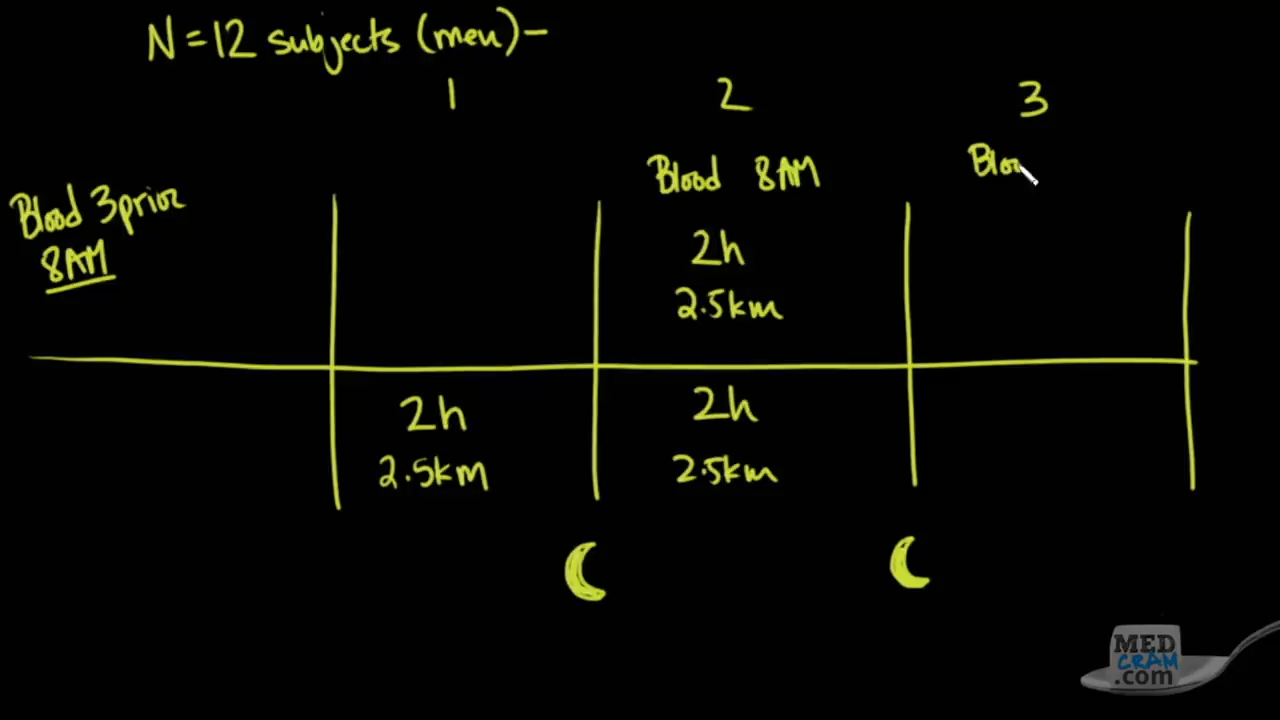 N=12 subjects (men)-
1 2 3
Blood 3prior
8AM
Blood 8AM
2h
2.5km
Bloo
2h
2.5km
2h
2.5km
MED
CRAM
.com